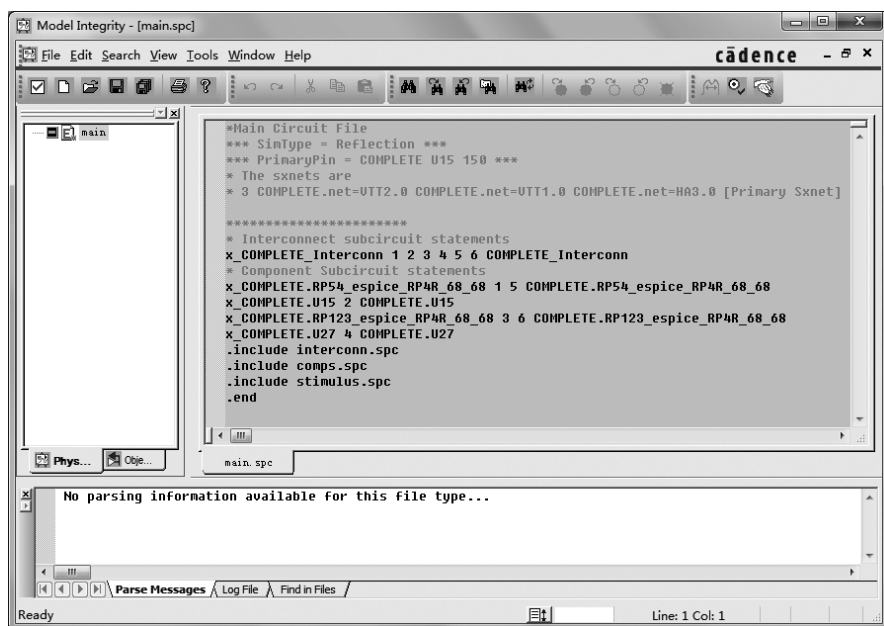 Model Integrity - [main.spc]
File Edit Search View Tools Window Help
cādence
main
*Main Circuit File
*** SimType = Reflection ***
*** PrimaryPin = COMPLETE U15 150 ***
* The sxnets are
* 3 COMPLETE.net=VTT2.0 COMPLETE.net=VTT1.0 COMPLETE.net=HA3.0 [Primary Sxnet]
***********************
* Interconnect subcircuit statements
x_COMPLETE_Interconn 1 2 3 4 5 6 COMPLETE_Interconn
* Component Subcircuit statements
x_COMPLETE.RP54_espice_RP4R_68_68 1 5 COMPLETE.RP54_espice_RP4R_68_68
x_COMPLETE.U15 2 COMPLETE.U15
x_COMPLETE.RP123_espice_RP4R_68_68 3 6 COMPLETE.RP123_espice_RP4R_68_68
x_COMPLETE.U27 4 COMPLETE.U27
.include interconn.spc
.include comps.spc
.include stimulus.spc
.end
Phys... Obje...
main.spc
No parsing information available for this file type...
Parse Messages Log File Find in Files
Ready
Line: 1 Col: 1